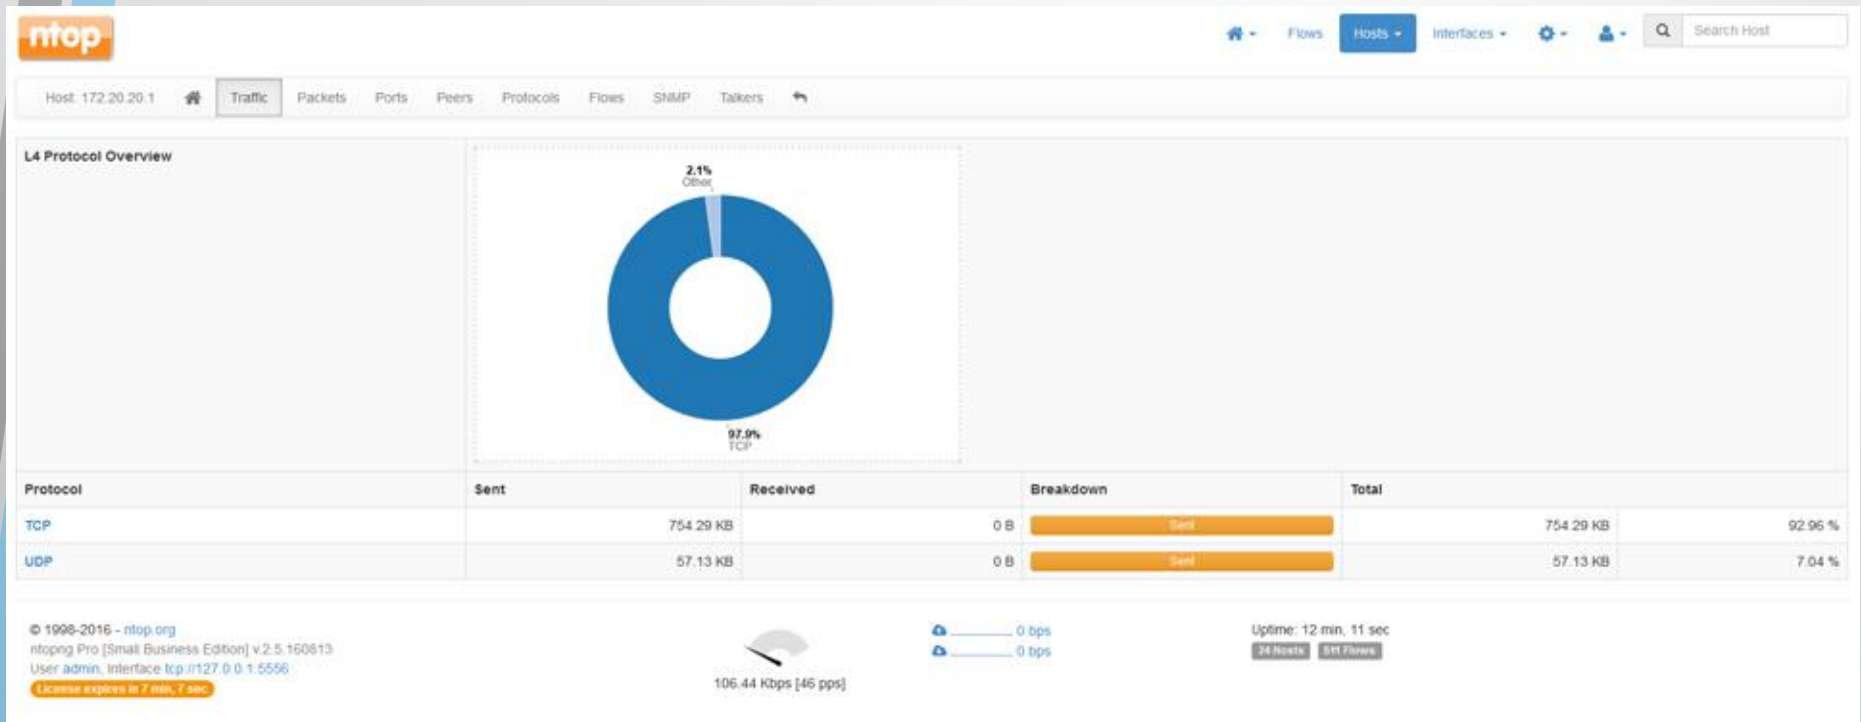 ntop
Flows Hosts Interfaces Search Host
Host: 172.20.20.1 Traffic Packets Ports Peers Protocols Flows SNMP Talkers
L4 Protocol Overview
2.1%
Other
97.9%
TCP
Protocol Sent Received Breakdown Total
TCP 754.29 KB 0 B Sent 754.29 KB 92.96 %
UDP 57.13 KB 0 B Sent 57.13 KB 7.04 %
© 1998-2016 - ntop.org
ntopng Pro [Small Business Edition] v.2.5.160813
User admin, Interface tcp://127.0.0.1:5556
License expires in 7 min, 7 sec
106.44 Kbps [46 pps]
0 bps
0 bps
Uptime: 12 min, 11 sec
24 Hosts 511 Flows